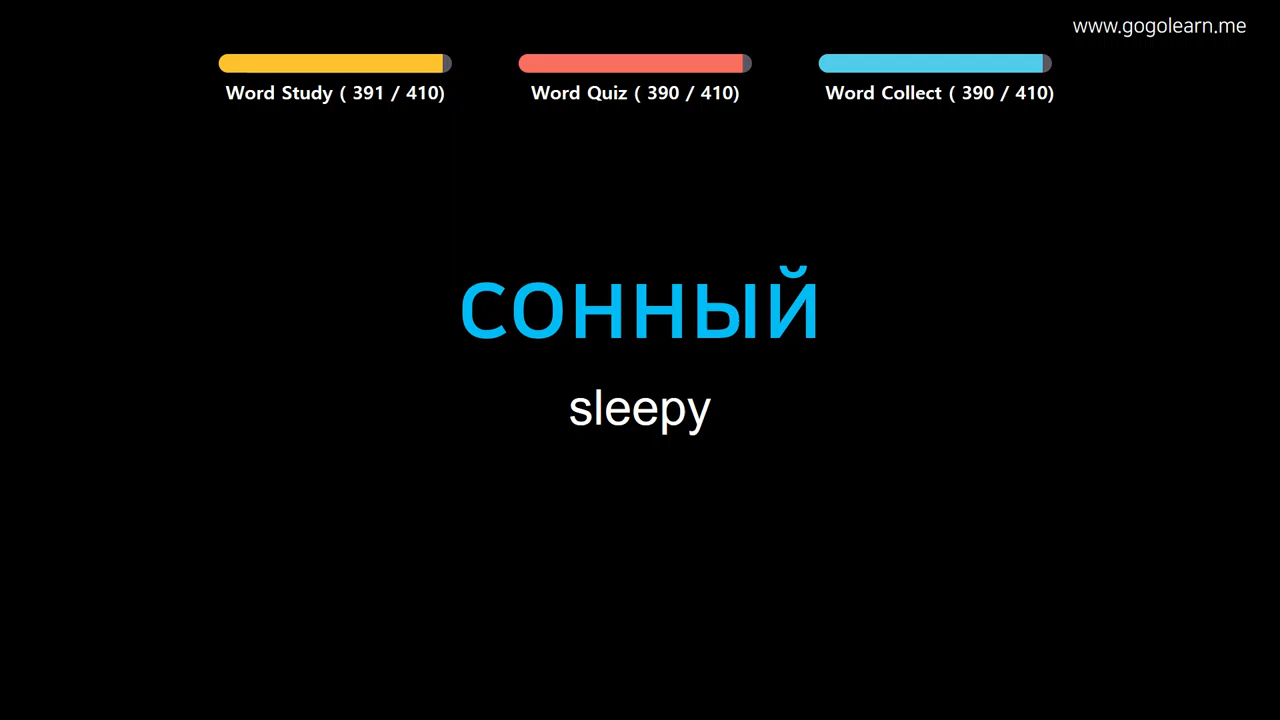 www.gogolearn.me
Word Study ( 391 / 410)
Word Quiz ( 390 / 410)
Word Collect ( 390 / 410)
сонный
sleepy